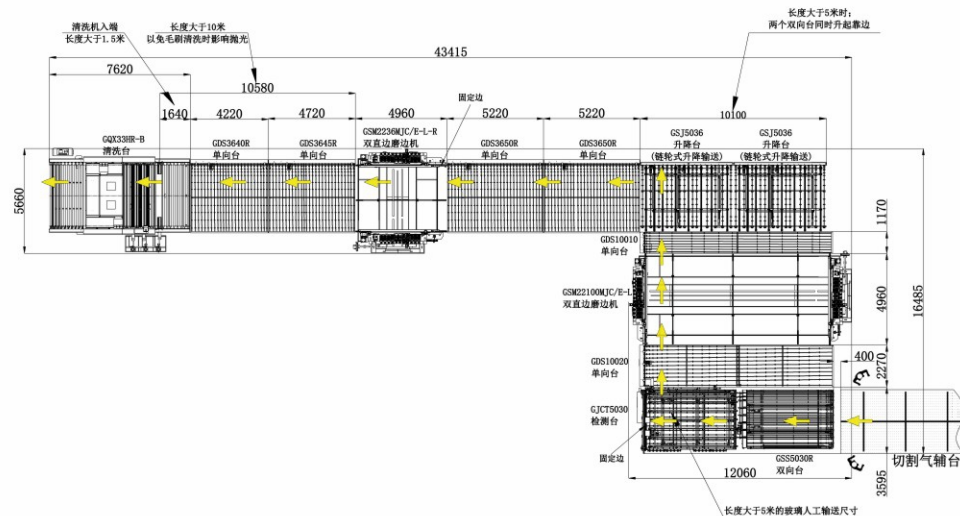 清洗机入端
长度大于1.5米
长度大于10米
以免毛刷清洗时影响抛光
长度大于5米时:
两个双向台同时升起靠边
43415
7620
10580
固定边
1640
4220
4720
4960
5220
5220
10100
GQX33HR-B
清洗台
GDS3640R
单向台
GDS3645R
单向台
GSM2236MJC/E-L-R
双直边磨边机
GDS3650R
单向台
GDS3650R
单向台
GSJ5036
升降台
(链轮式升降输送)
GSJ5036
升降台
(链轮式升降输送)
5660
1170
GDS10010
单向台
GSM22100MJC/E-L
双直边磨边机
4960
16485
GDS10020
单向台
400
2270
GJCT5030
检测台
固定边
GSS5030R
双向台
切割气辅台
12060
3595
长度大于5米的玻璃人工输送尺寸